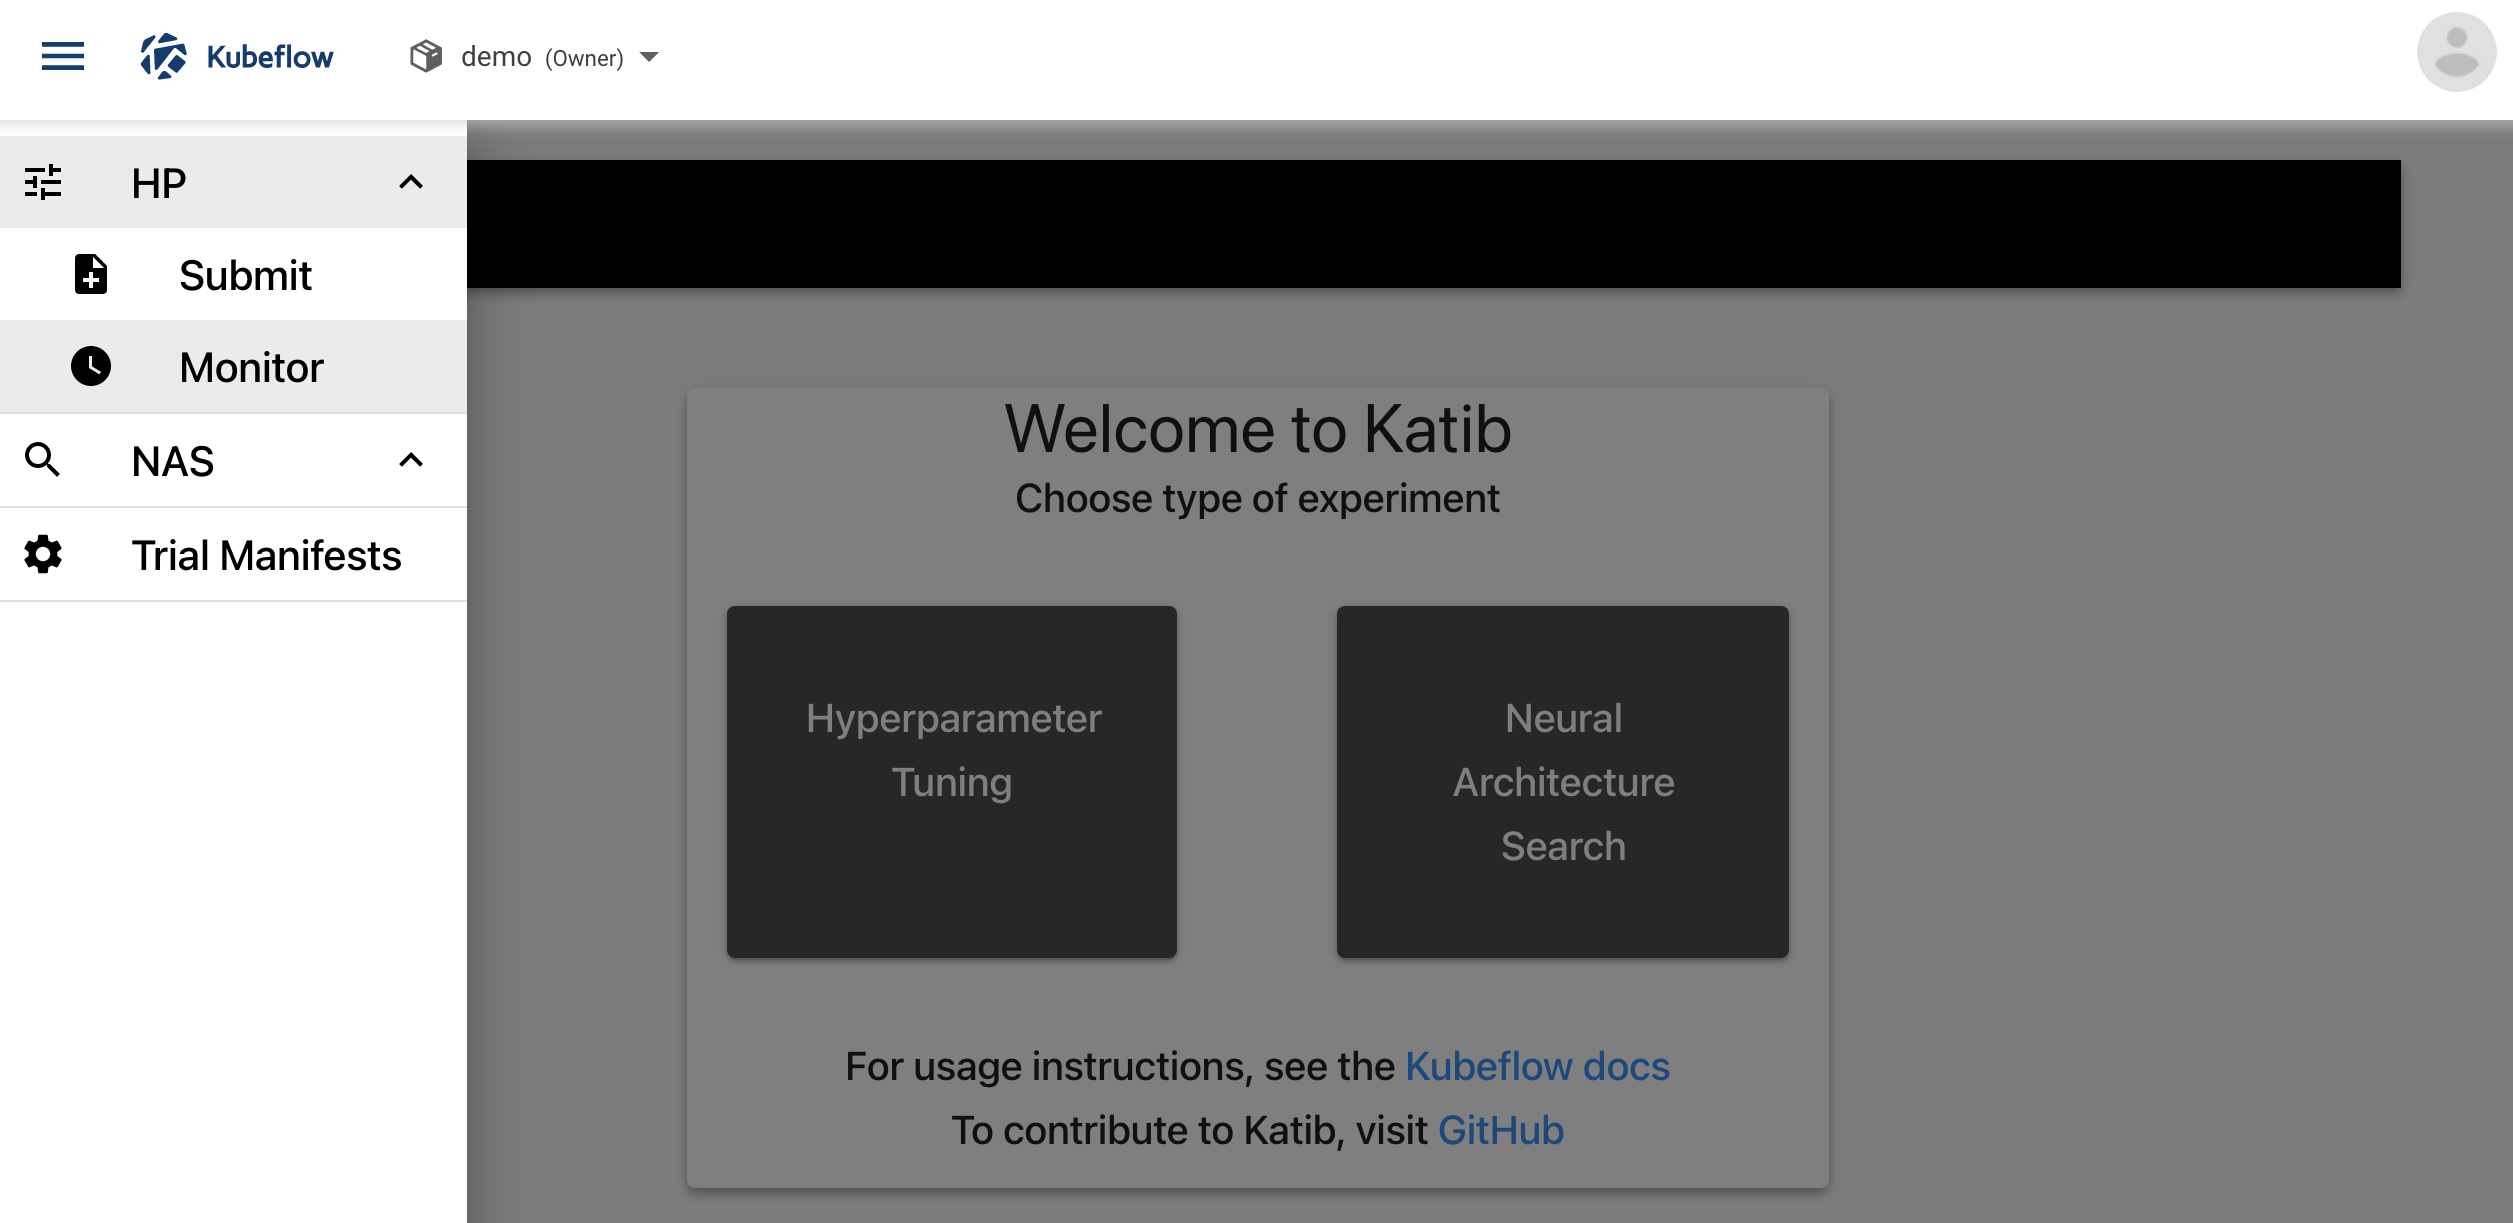 Kubeflow
demo (Owner)
HP
Submit
Monitor
NAS
Trial Manifests
Welcome to Katib
Choose type of experiment
Hyperparameter
Tuning
Neural
Architecture
Search
For usage instructions, see the Kubeflow docs
To contribute to Katib, visit GitHub